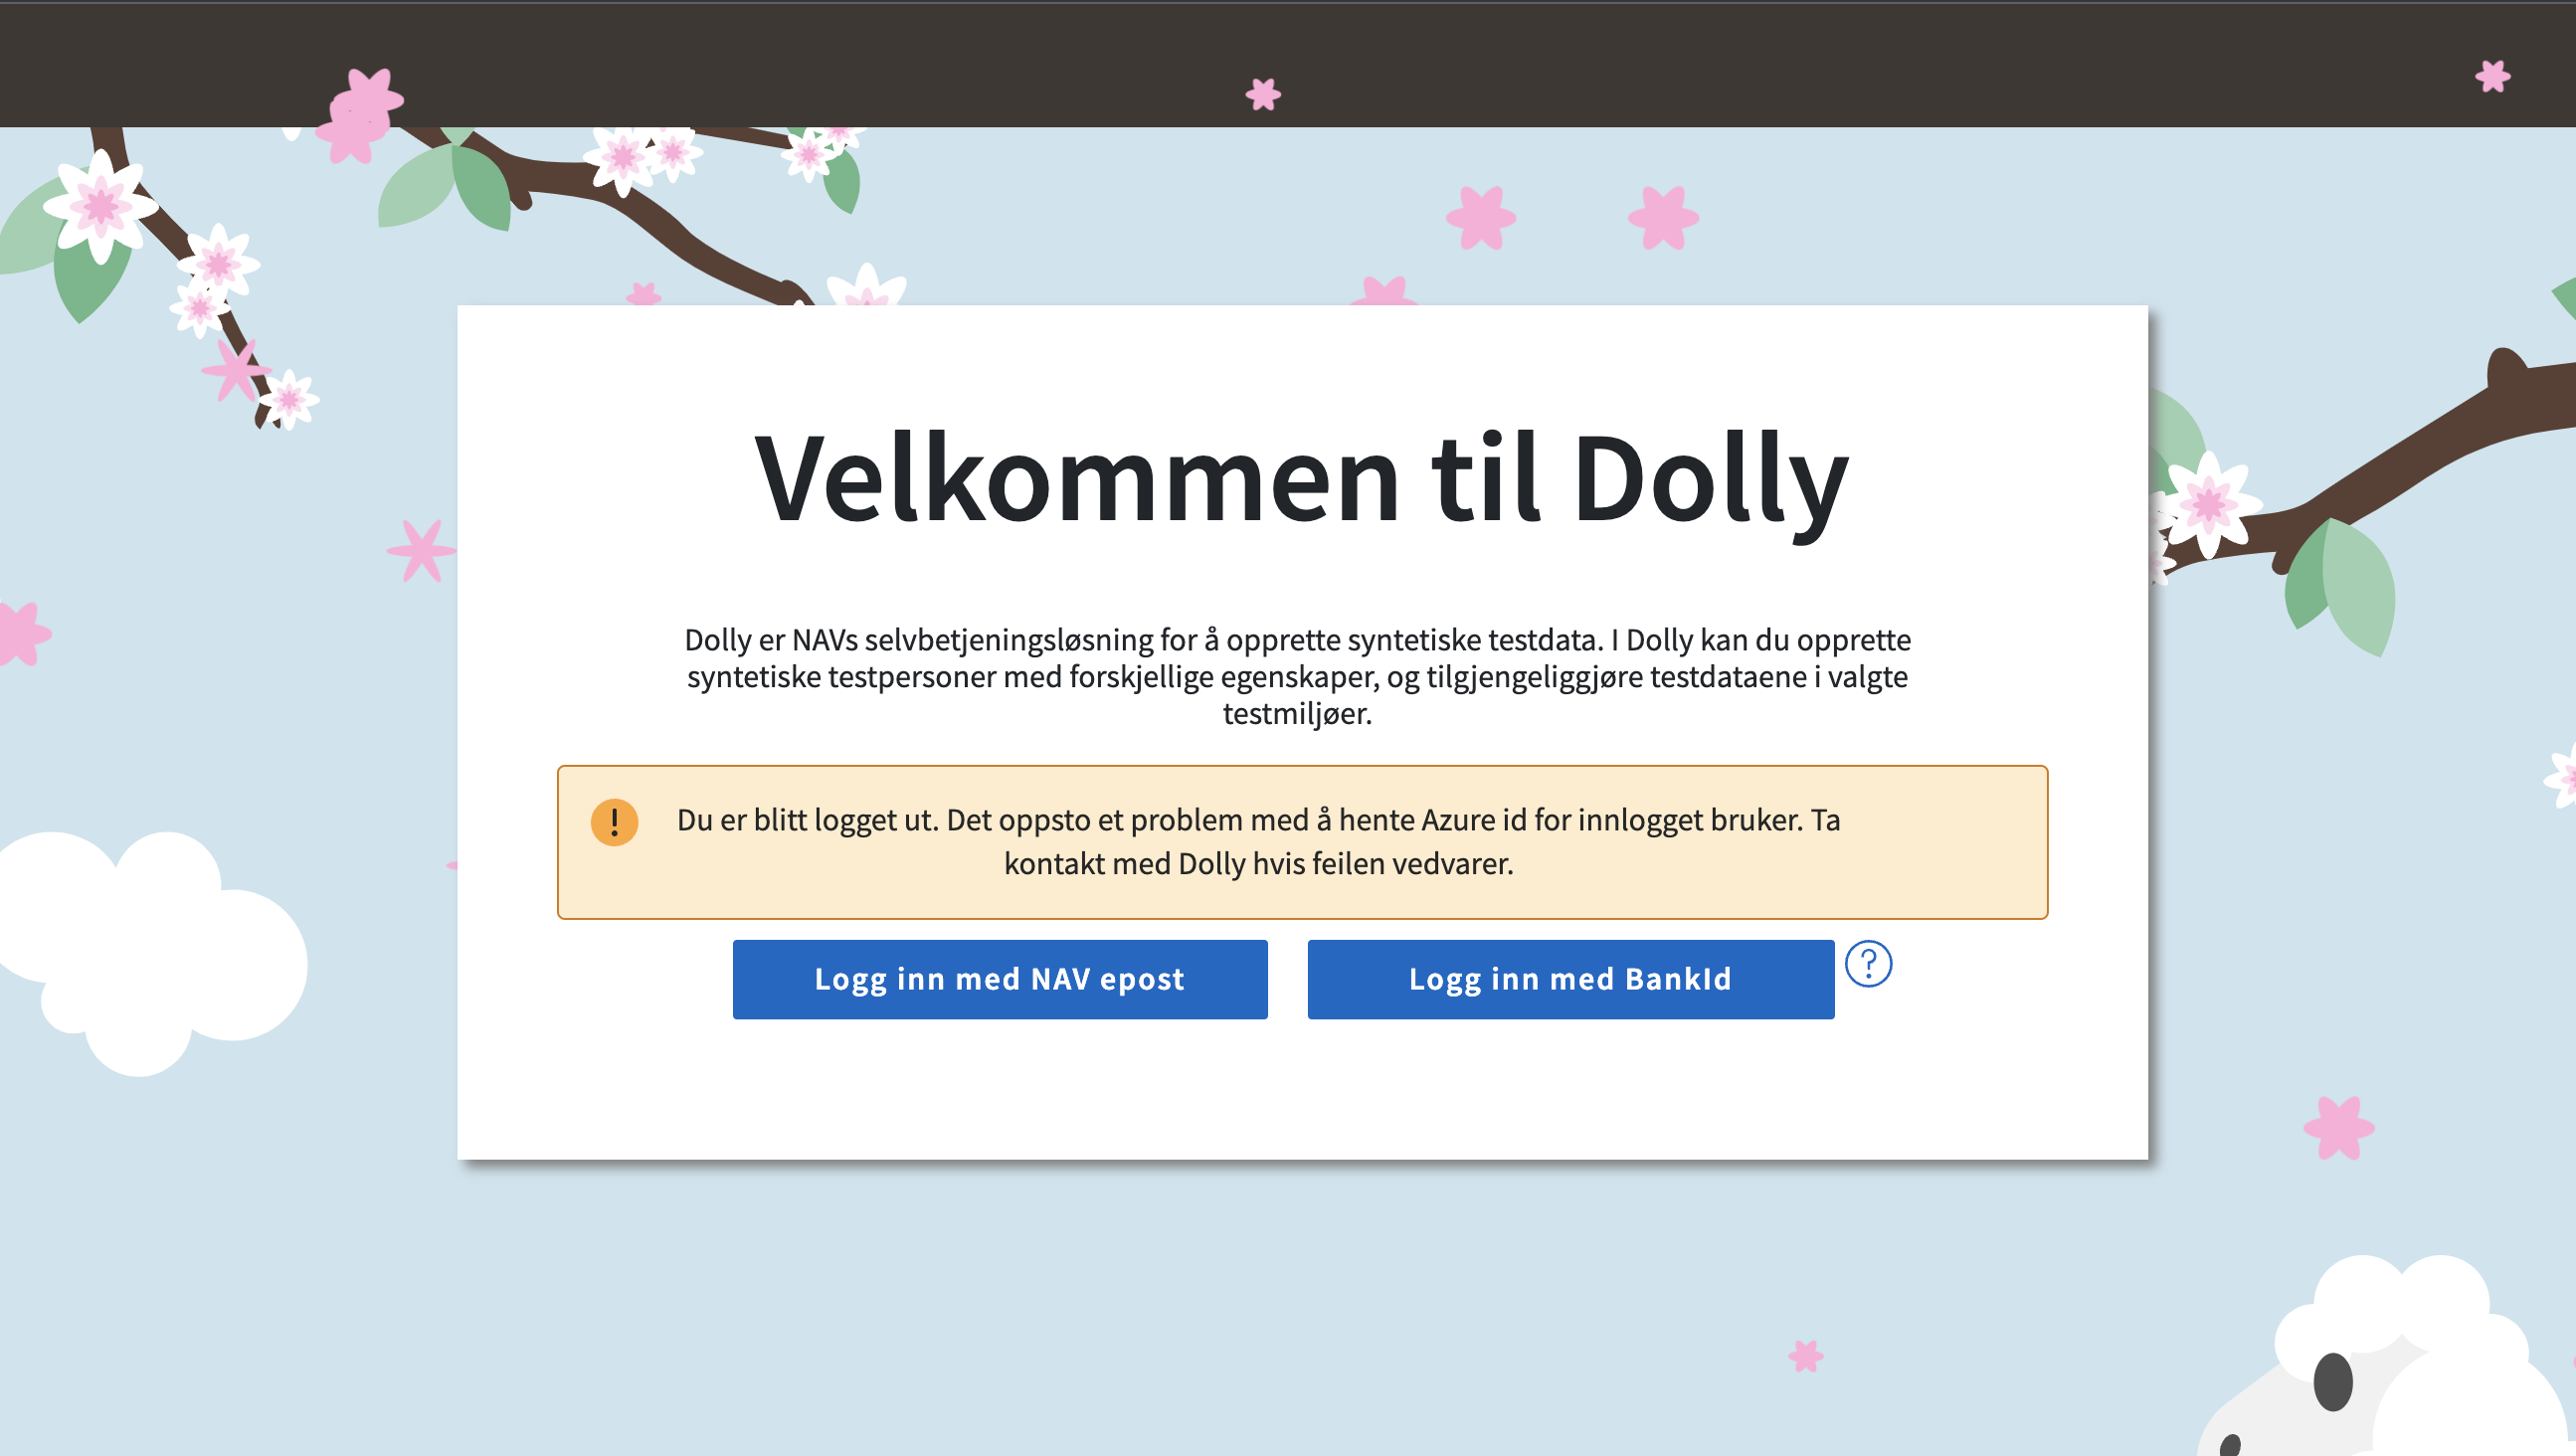 Velkommen til Dolly
Dolly er NAVs selvbetjeningsløsning for å opprette syntetiske testdata. I Dolly kan du opprette
syntetiske testpersoner med forskjellige egenskaper, og tilgjengeliggjøre testdataene i valgte
testmiljøer.
Du er blitt logget ut. Det oppsto et problem med å hente Azure id for innlogget bruker. Ta
kontakt med Dolly hvis feilen vedvarer.
Logg inn med NAV epost
Logg inn med BankId